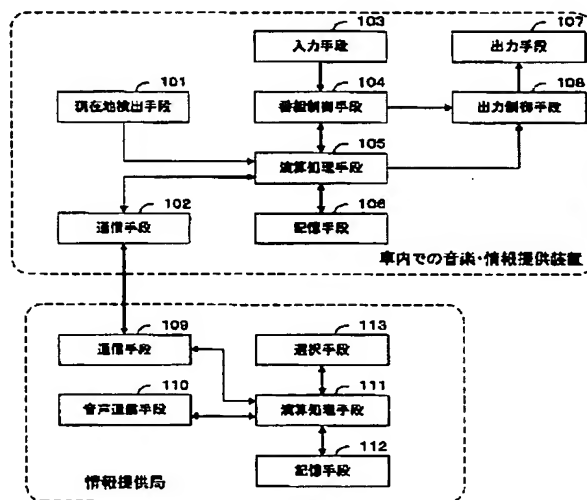 103
入力手段
107
出力手段
101
現在地検出手段
104
番組制御手段
108
出力制御手段
105
演算処理手段
102
通信手段
106
記憶手段
車内での音楽・情報提供装置
109
通信手段
113
選択手段
110
音声通信手段
111
演算処理手段
112
記憶手段
情報提供局